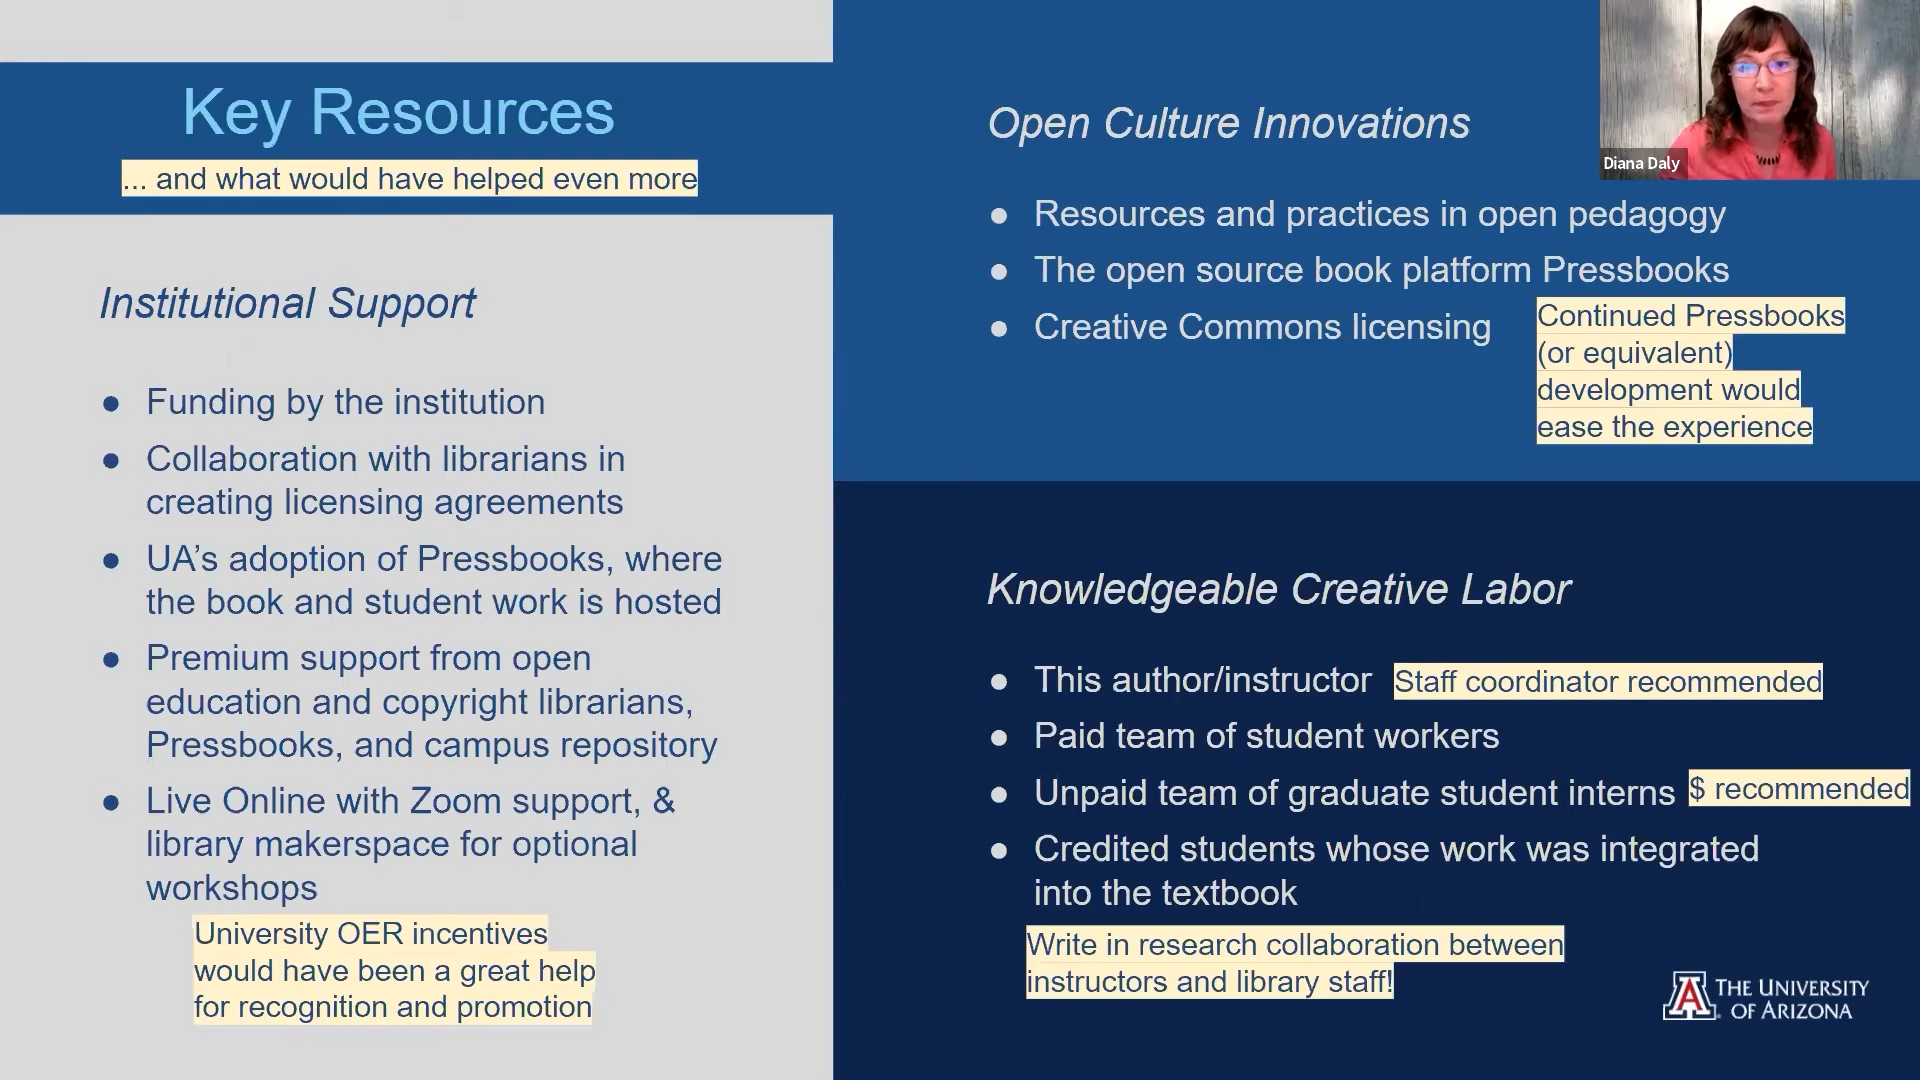 Key Resources
... and what would have helped even more
Institutional Support
● Funding by the institution
● Collaboration with librarians in
creating licensing agreements
● UA’s adoption of Pressbooks, where
the book and student work is hosted
● Premium support from open
education and copyright librarians,
Pressbooks, and campus repository
● Live Online with Zoom support, &
library makerspace for optional
workshops
University OER incentives
would have been a great help
for recognition and promotion
Open Culture Innovations
● Resources and practices in open pedagogy
● The open source book platform Pressbooks
● Creative Commons licensing
Continued Pressbooks
(or equivalent)
development would
ease the experience
Diana Daly
Knowledgeable Creative Labor
● This author/instructor Staff coordinator recommended
● Paid team of student workers
● Unpaid team of graduate student interns $ recommended
● Credited students whose work was integrated
into the textbook
Write in research collaboration between
instructors and library staff!
A THE UNIVERSITY
OF ARIZONA